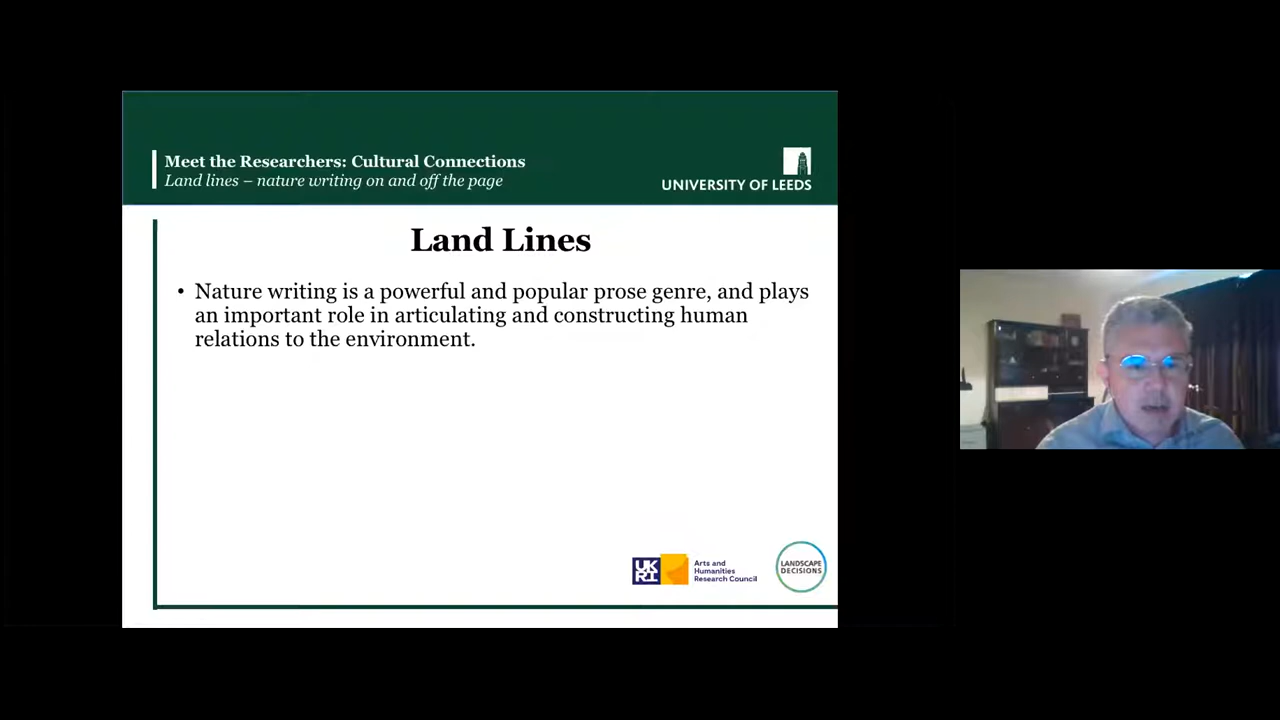 Meet the Researchers: Cultural Connections
Land lines – nature writing on and off the page
UNIVERSITY OF LEEDS
Land Lines
• Nature writing is a powerful and popular prose genre, and plays
an important role in articulating and constructing human
relations to the environment.
UKRI
Arts and
Humanities
Research Council
LANDSCAPE
DECISIONS